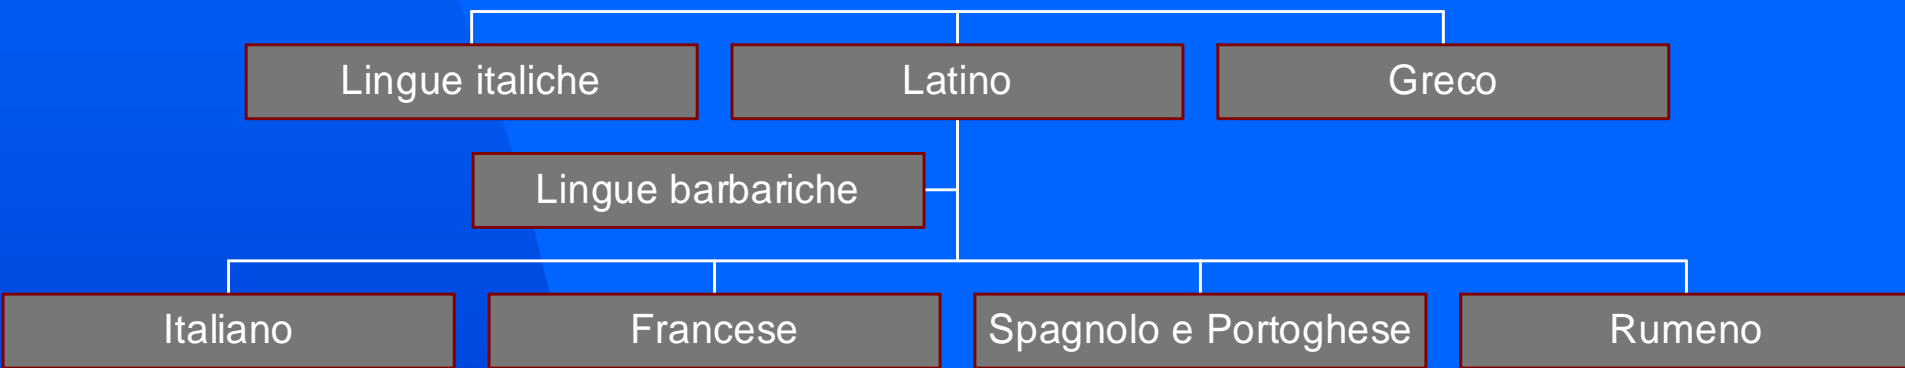 Lingue italiche
Latino
Greco
Lingue barbariche
Italiano
Francese
Spagnolo e Portoghese
Rumeno